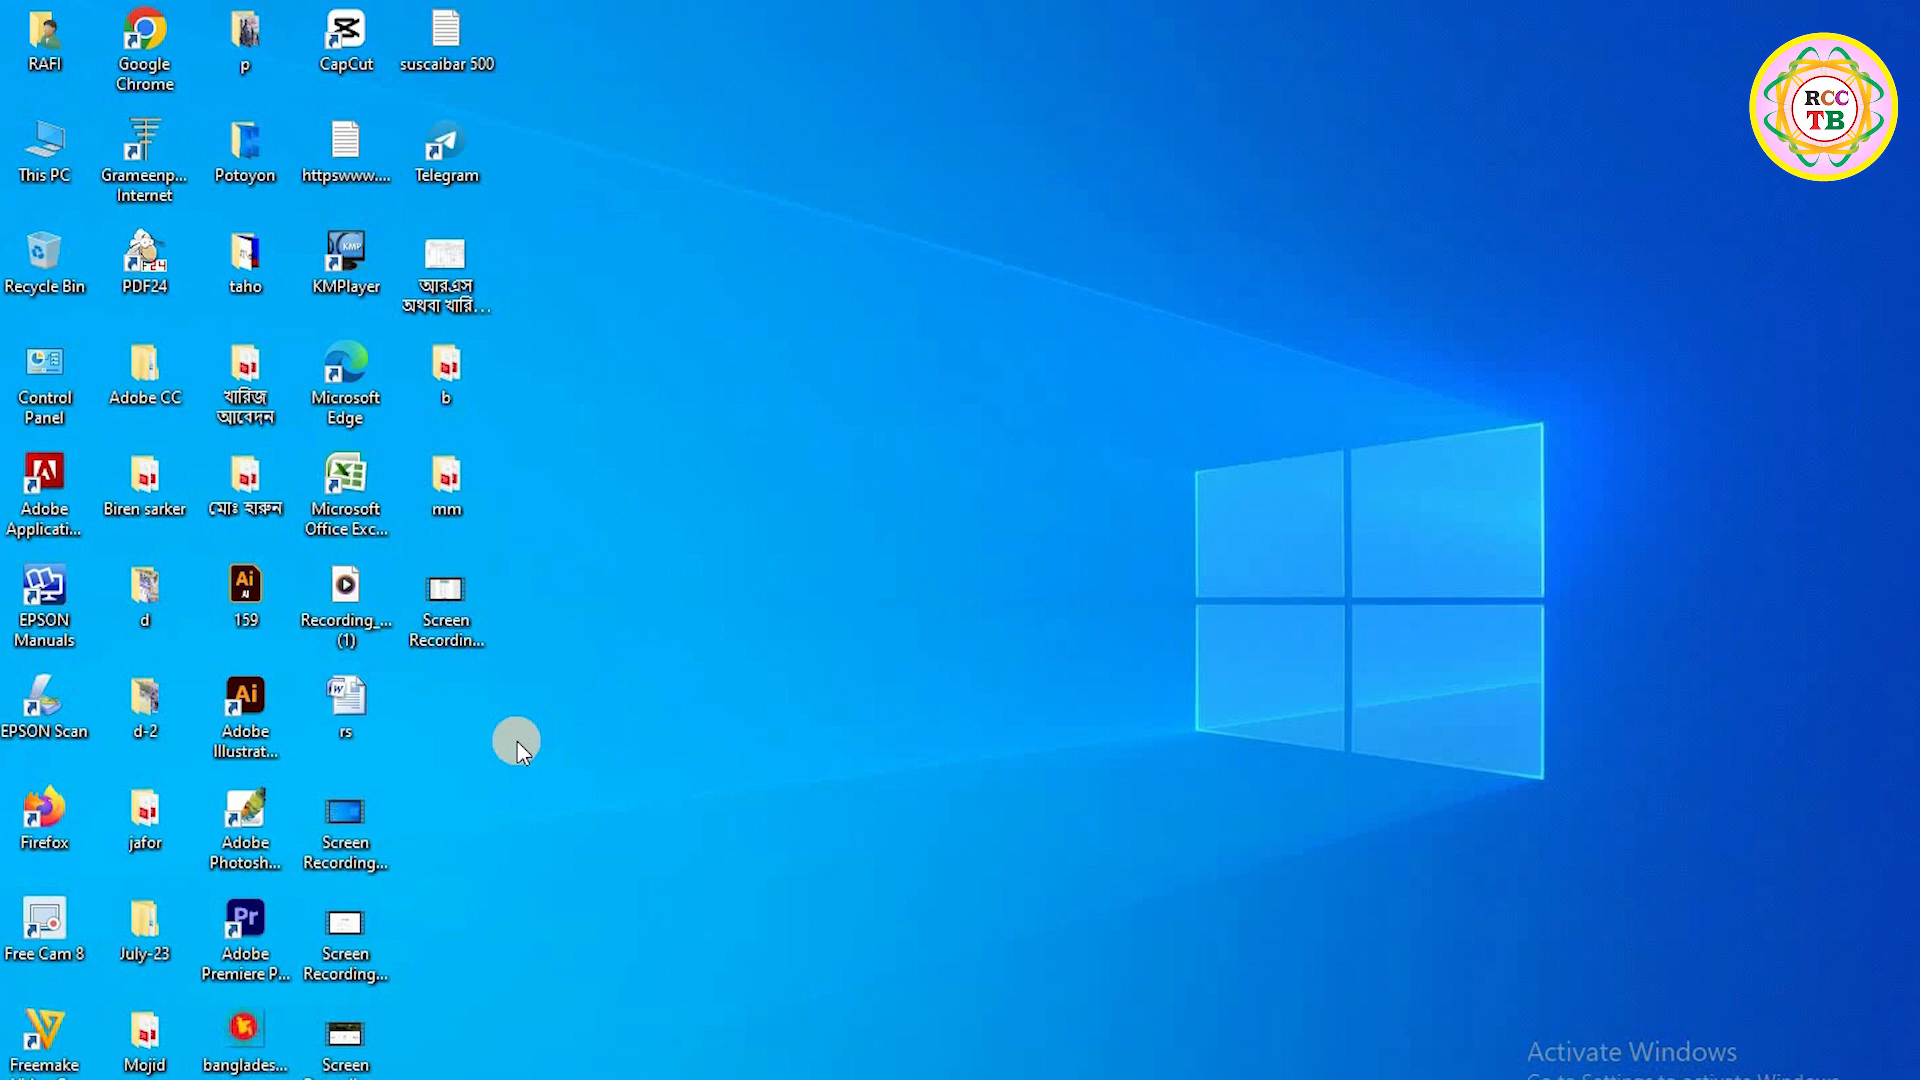 RAFI
Google
Chrome
p
CapCut
suscaibar 500
RCC
TB
This PC
Grameenp...
Internet
Potoyon
httpswww....
Telegram
Recycle Bin
PDF24
taho
KMPlayer
আরএস
অথবা খারি...
Control
Panel
Adobe CC
খারিজ
আবেদন
Microsoft
Edge
b
Adobe
Applicati...
Biren sarker
মোঃ হারুন
Microsoft
Office Exc...
mm
EPSON
Manuals
d
159
Recording_...
(1)
Screen
Recordin...
EPSON Scan
d-2
Adobe
Illustrat...
rs
Firefox
jafor
Adobe
Photosh...
Screen
Recording...
Free Cam 8
July-23
Adobe
Premiere P...
Screen
Recording...
Freemake
Mojid
banglades...
Screen
Activate Windows